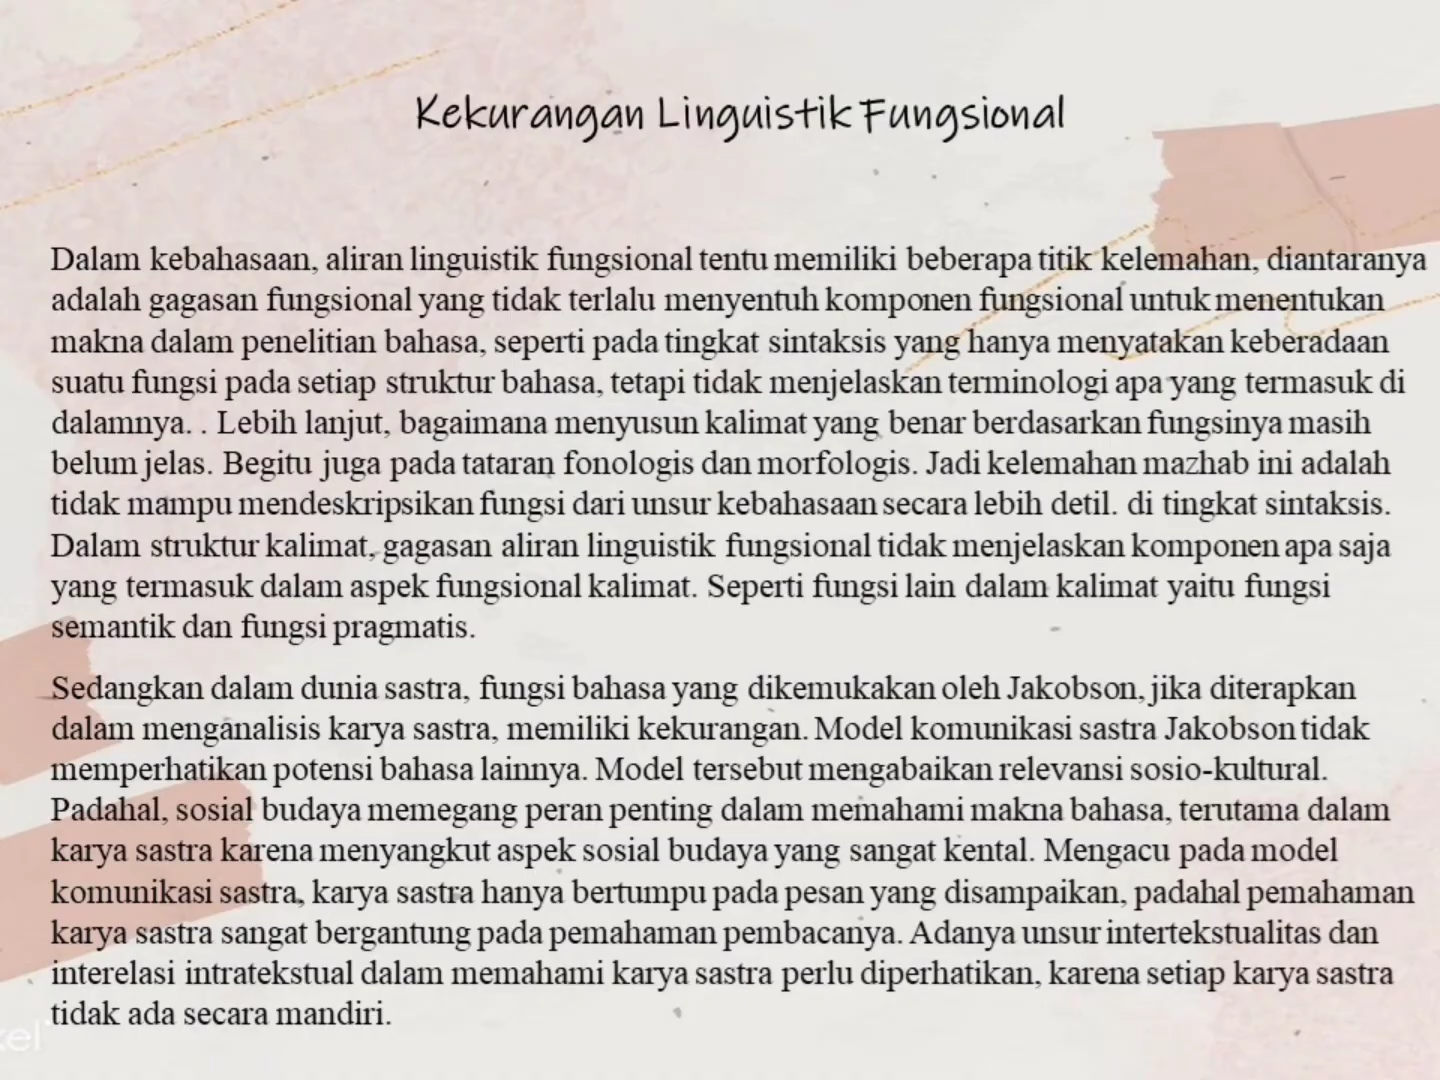 Kekurangan Linguistik Fungsional
Dalam kebahasaan, aliran linguistik fungsional tentu memiliki beberapa titik kelemahan, diantaranya
adalah gagasan fungsional yang tidak terlalu menyentuh komponen fungsional untuk menentukan
makna dalam penelitian bahasa, seperti pada tingkat sintaksis yang hanya menyatakan keberadaan
suatu fungsi pada setiap struktur bahasa, tetapi tidak menjelaskan terminologi apa yang termasuk di
dalamnya. . Lebih lanjut, bagaimana menyusun kalimat yang benar berdasarkan fungsinya masih
belum jelas. Begitu juga pada tataran fonologis dan morfologis. Jadi kelemahan mazhab ini adalah
tidak mampu mendeskripsikan fungsi dari unsur kebahasaan secara lebih detil. di tingkat sintaksis.
Dalam struktur kalimat, gagasan aliran linguistik fungsional tidak menjelaskan komponen apa saja
yang termasuk dalam aspek fungsional kalimat. Seperti fungsi lain dalam kalimat yaitu fungsi
semantik dan fungsi pragmatis.
Sedangkan dalam dunia sastra, fungsi bahasa yang dikemukakan oleh Jakobson, jika diterapkan
dalam menganalisis karya sastra, memiliki kekurangan. Model komunikasi sastra Jakobson tidak
memperhatikan potensi bahasa lainnya. Model tersebut mengabaikan relevansi sosio-kultural.
Padahal, sosial budaya memegang peran penting dalam memahami makna bahasa, terutama dalam
karya sastra karena menyangkut aspek sosial budaya yang sangat kental. Mengacu pada model
komunikasi sastra, karya sastra hanya bertumpu pada pesan yang disampaikan, padahal pemahaman
karya sastra sangat bergantung pada pemahaman pembacanya. Adanya unsur intertekstualitas dan
interelasi intratekstual dalam memahami karya sastra perlu diperhatikan, karena setiap karya sastra
tidak ada secara mandiri.